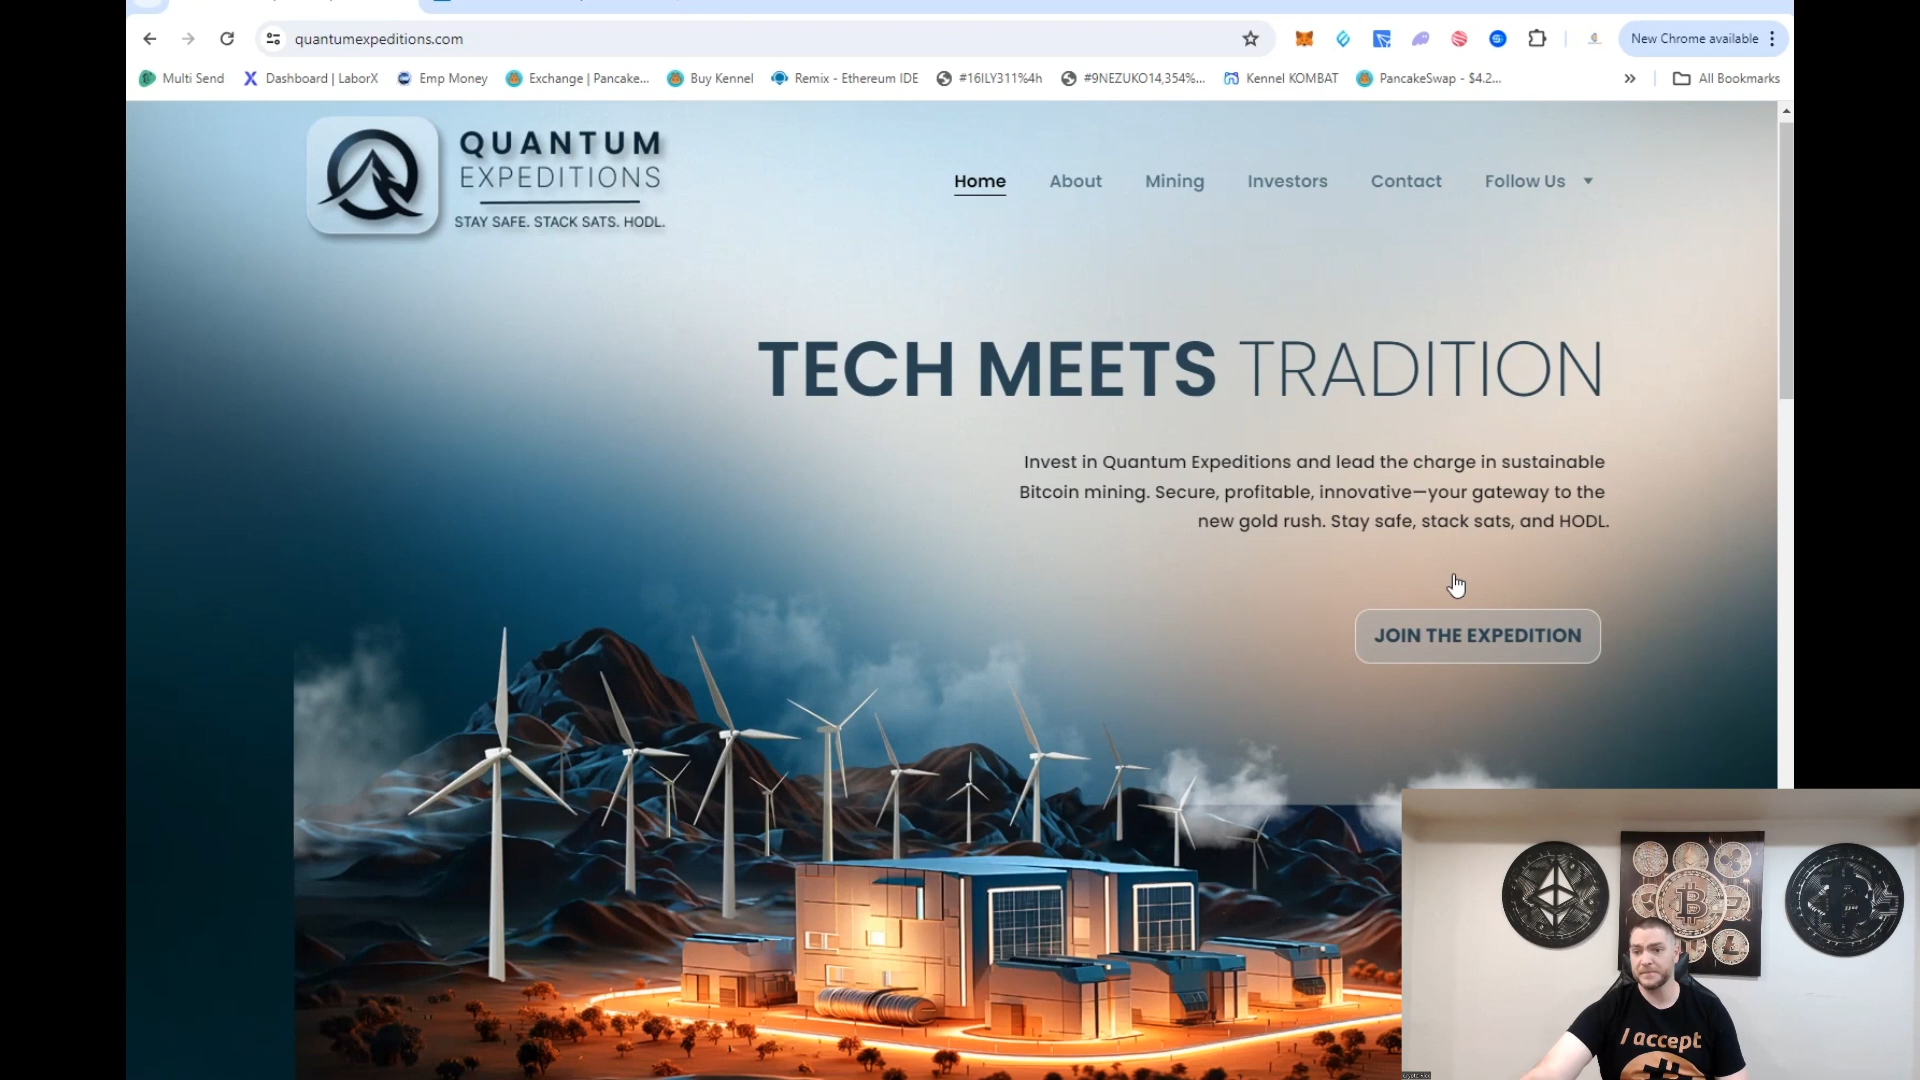 quantumexpeditions.com
New Chrome available
Multi Send
Dashboard | LaborX
Emp Money
Exchange | Pancake...
Buy Kennel
Remix - Ethereum IDE
#16ILY311%4h
#9NEZUKO14,354%...
Kennel KOMBAT
PancakeSwap - $4.2...
All Bookmarks
QUANTUM
EXPEDITIONS
STAY SAFE. STACK SATS. HODL.
Home
About
Mining
Investors
Contact
Follow Us
TECH MEETS TRADITION
Invest in Quantum Expeditions and lead the charge in sustainable
Bitcoin mining. Secure, profitable, innovative—your gateway to the
new gold rush. Stay safe, stack sats, and HODL.
JOIN THE EXPEDITION
I accept